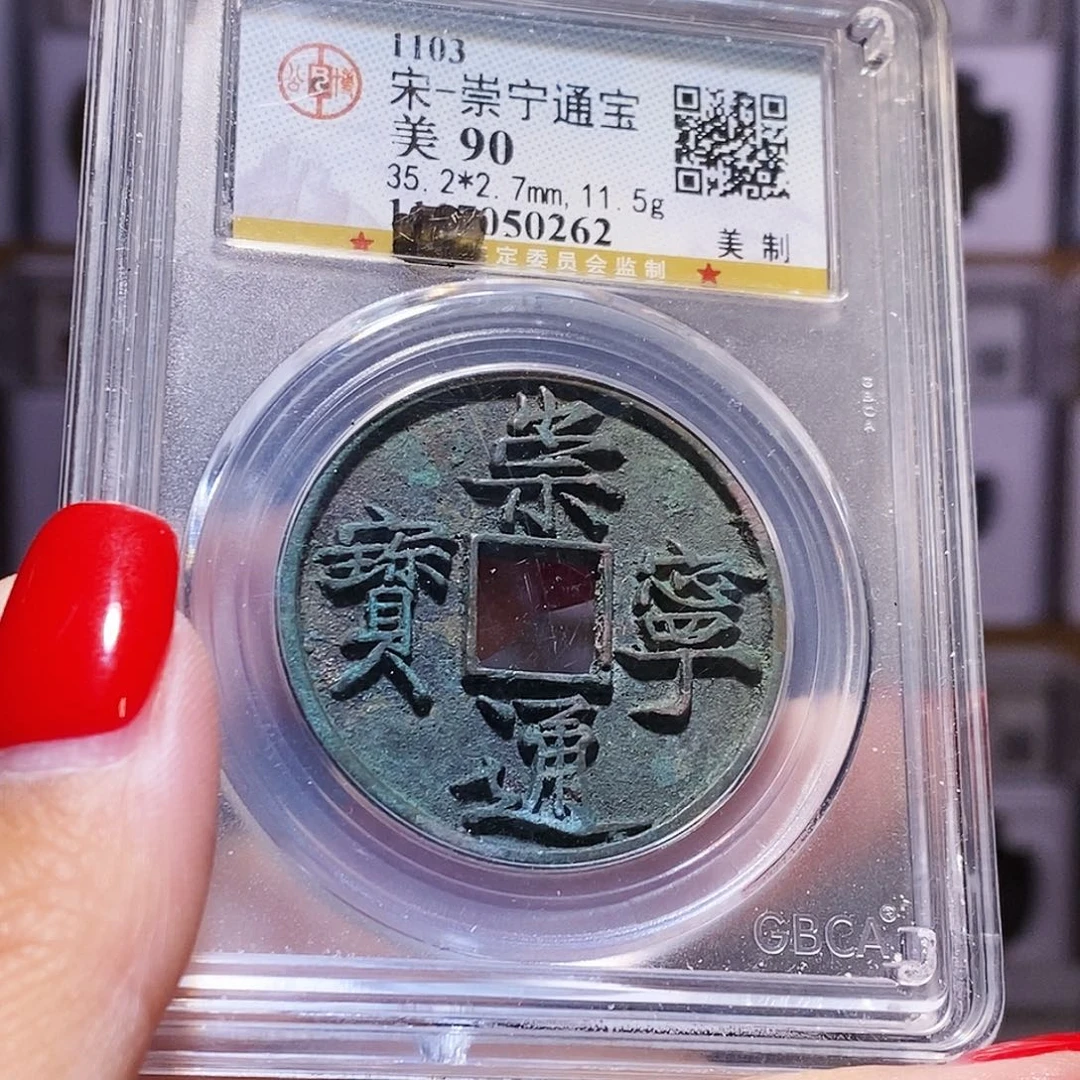 1103
宋-崇宁通宝
美 90
35.2*2.7mm,11.5g
050262
美制
定委员会监制
崇寧通寶
GBCA®